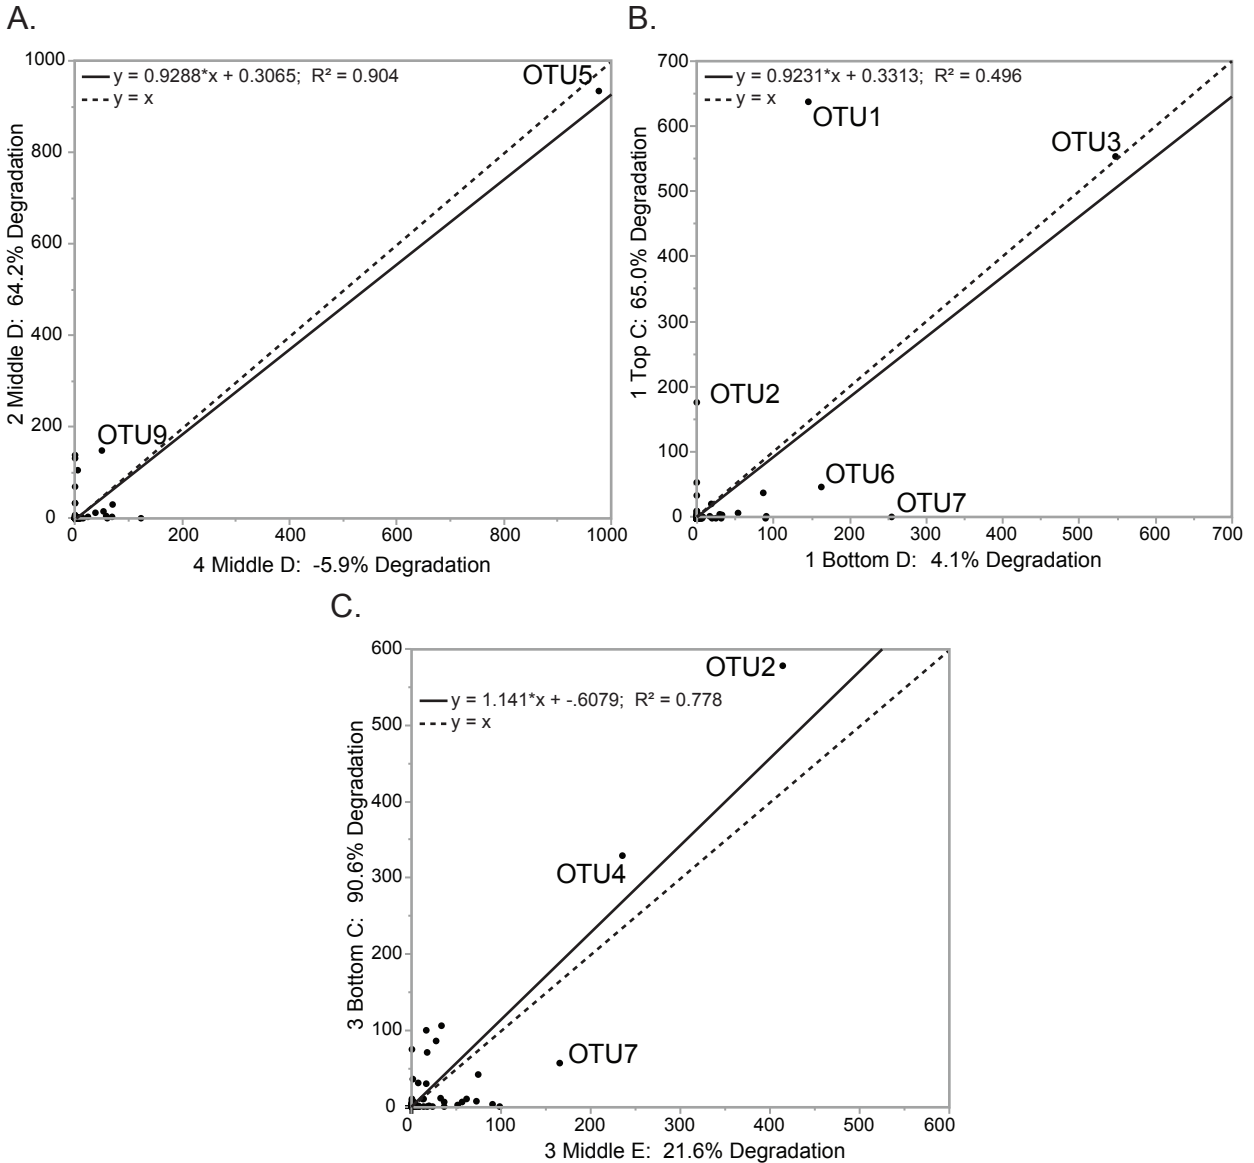 A.
1000
800
600
400
200
0
2 Middle D:  64.2% Degradation
y = 0.9288*x + 0.3065;  R² = 0.904
y = x
OTU5
OTU9
0
200
400
600
800
1000
4 Middle D:  -5.9% Degradation
B.
700
600
500
400
300
200
100
0
1 Top C:  65.0% Degradation
y = 0.9231*x + 0.3313;  R² = 0.496
y = x
OTU1
OTU3
OTU2
OTU6
OTU7
0
100
200
300
400
500
600
700
1 Bottom D:  4.1% Degradation
C.
600
500
400
300
200
100
0
3 Bottom C:  90.6% Degradation
OTU2
y = 1.141*x + -.6079;  R² = 0.778
y = x
OTU4
OTU7
0
100
200
300
400
500
600
3 Middle E:  21.6% Degradation